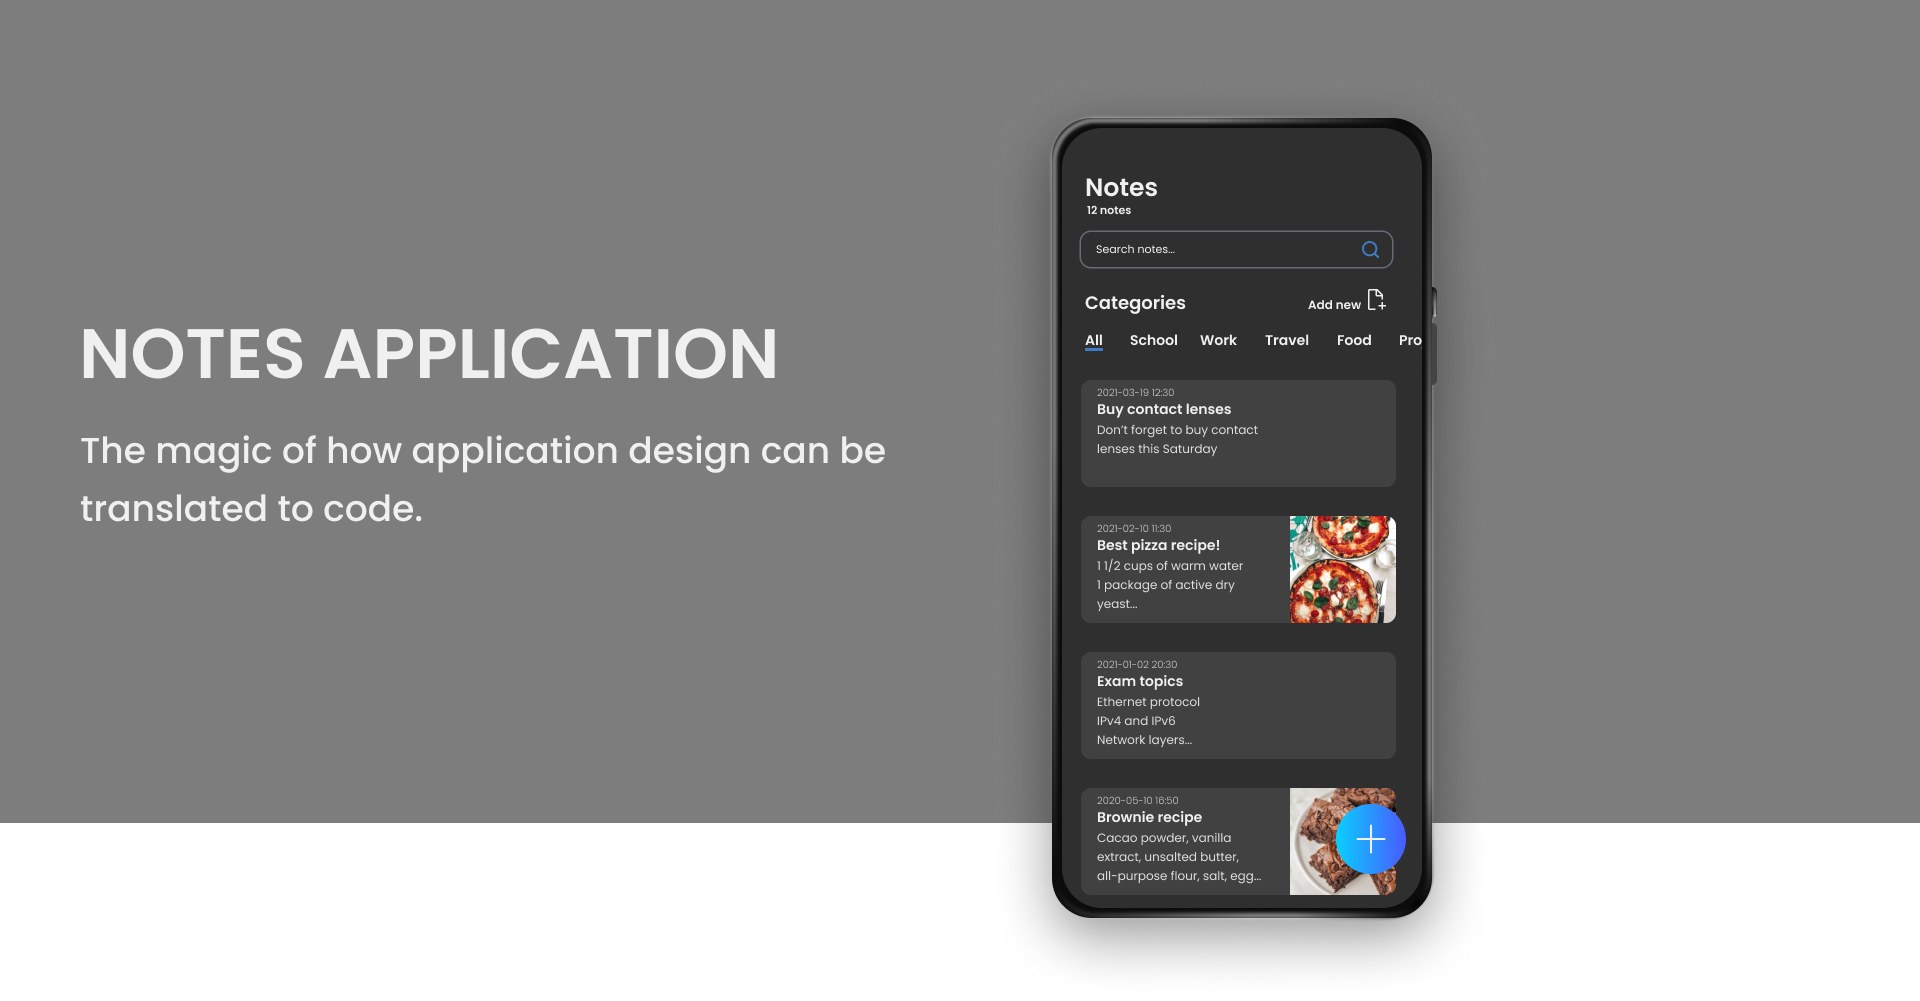 NOTES APPLICATION
The magic of how application design can be
translated to code.
Notes
12 notes
Search notes...
Categories
Add new
All School Work Travel Food Pro
2021-03-19 12:30
Buy contact lenses
Don't forget to buy contact
lenses this Saturday
2021-02-10 11:30
Best pizza recipe!
1 1/2 cups of warm water
1 package of active dry
yeast...
2021-01-02 20:30
Exam topics
Ethernet protocol
IPv4 and IPv6
Network layers...
2020-05-10 16:50
Brownie recipe
Cacao powder, vanilla
extract, unsalted butter,
all-purpose flour, salt, egg...